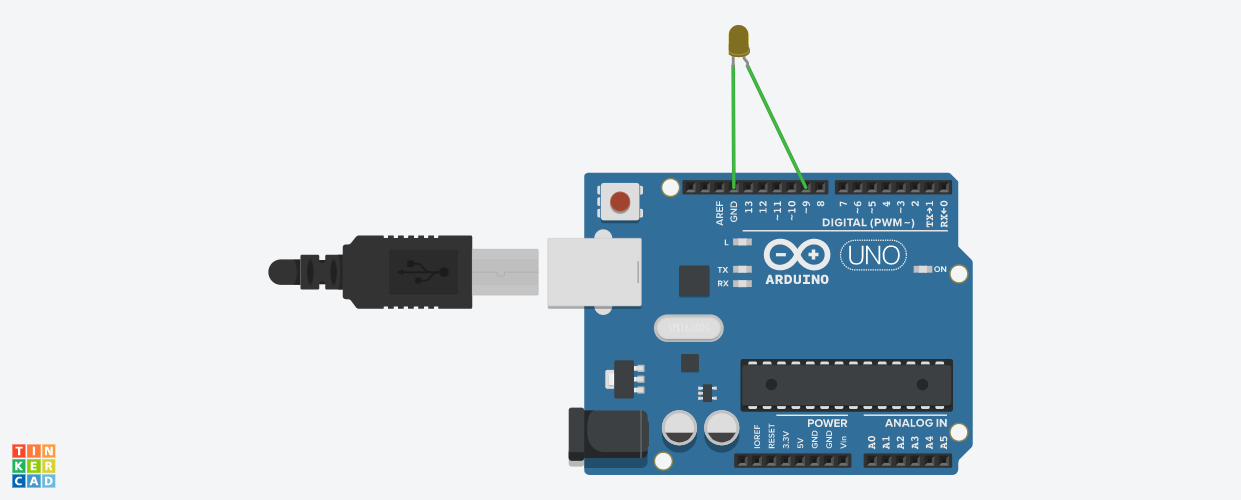 AREF
GND
13
12
~11
~10
~9
8
7
~6
~5
4
~3
2
TX→1
RX←0
DIGITAL (PWM~)
L
TX
RX
UNO
ARDUINO
ON
POWER
ANALOG IN
IOREF
RESET
3.3V
5V
GND
GND
Vin
A0
A1
A2
A3
A4
A5
TIN
KER
CAD